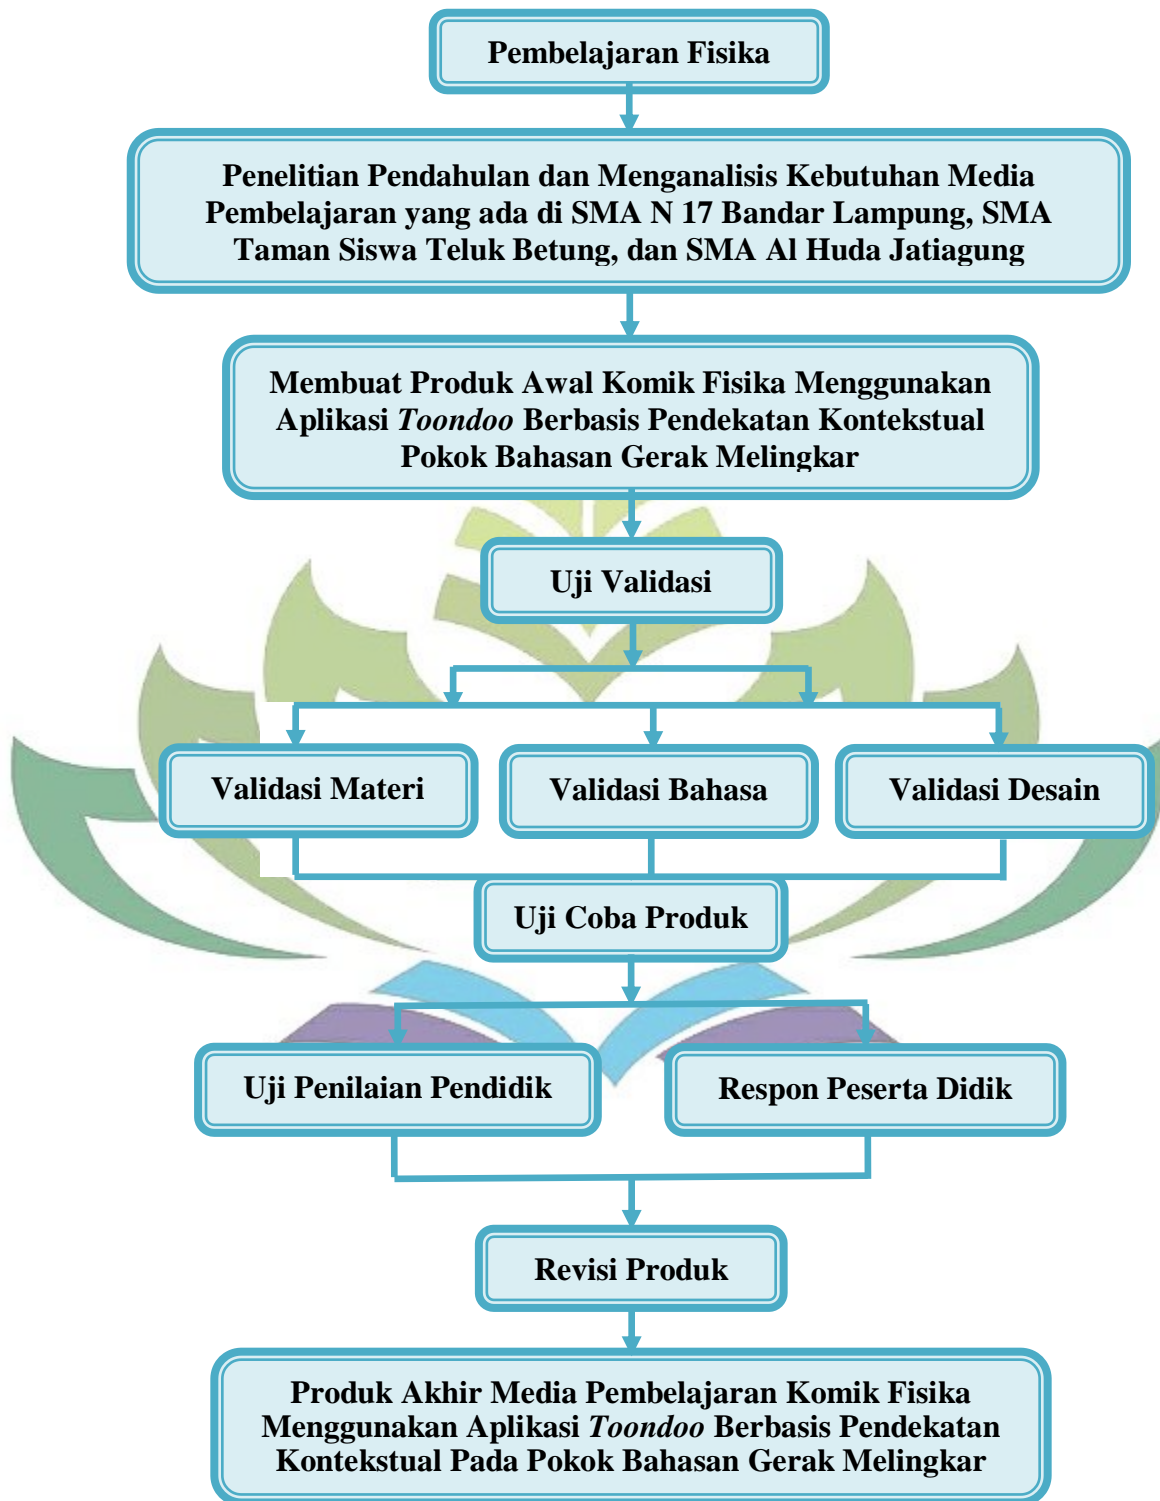 Pembelajaran Fisika
Penelitian Pendahulan dan Menganalisis Kebutuhan Media
Pembelajaran yang ada di SMA N 17 Bandar Lampung, SMA
Taman Siswa Teluk Betung, dan SMA Al Huda Jatiagung
Membuat Produk Awal Komik Fisika Menggunakan
Aplikasi Toondoo Berbasis Pendekatan Kontekstual
Pokok Bahasan Gerak Melingkar
Uji Validasi
Validasi Materi
Validasi Bahasa
Validasi Desain
Uji Coba Produk
Uji Penilaian Pendidik
Respon Peserta Didik
Revisi Produk
Produk Akhir Media Pembelajaran Komik Fisika
Menggunakan Aplikasi Toondoo Berbasis Pendekatan
Kontekstual Pada Pokok Bahasan Gerak Melingkar